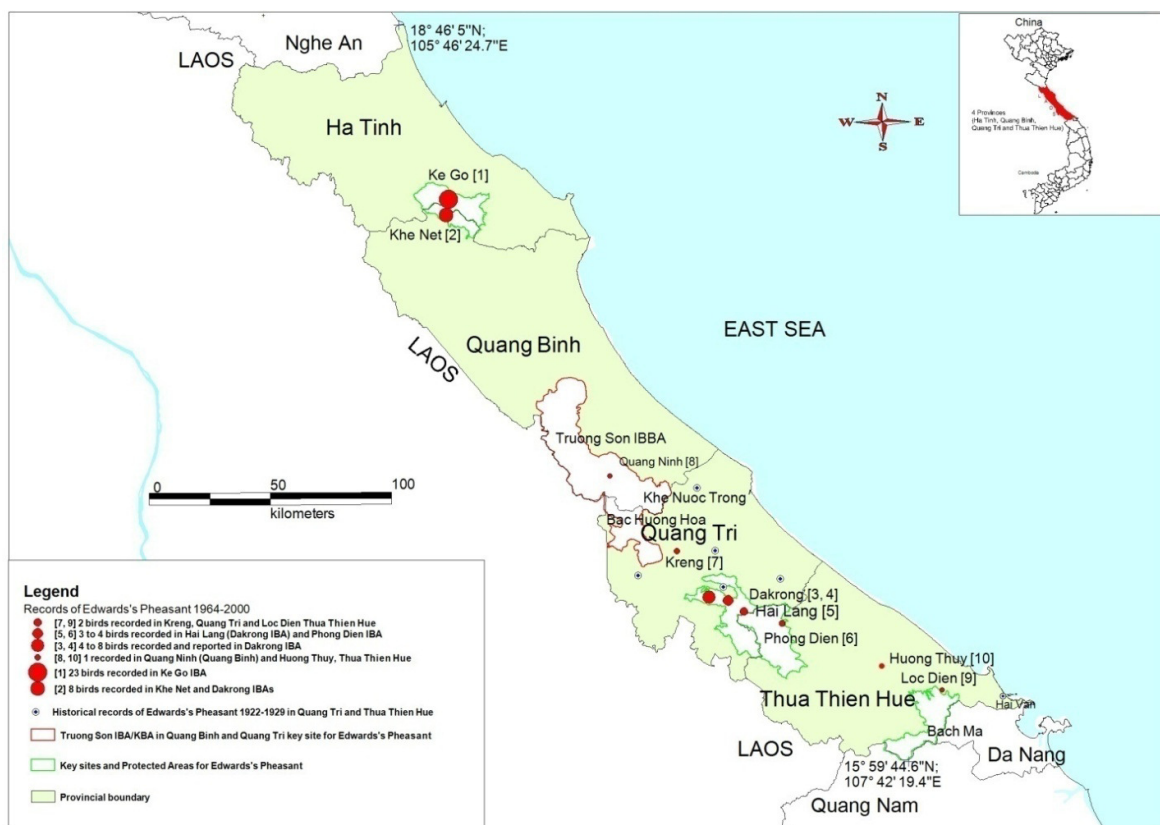 Nghe An
18° 46' 5"N;
105° 46' 24.7"E
LAOS
China
N
W E
S
4 Provinces
(Ha Tinh, Quang Binh,
Quang Tri and Thua Thien Hue)
Cambodia
Ha Tinh
Ke Go [1]
Khe Net [2]
Quang Binh
EAST SEA
LAOS
Truong Son IBBA
Quang Ninh [8]
0 50 100
kilometers
Khe Nuoc Trong
Bac Huong Hoa
Quang Tri
Kreng [7]
Dakrong [3, 4]
Hai Lang [5]
Phong Dien [6]
Huong Thuy [10]
Loc Dien [9]
Thua Thien Hue
Hai Van
Bach Ma
LAOS
Da Nang
15° 59' 44.6"N;
107° 42' 19.4"E
Quang Nam
Legend
Records of Edwards's Pheasant 1964-2000
[7, 9] 2 birds recorded in Kreng, Quang Tri and Loc Dien Thua Thien Hue
[5, 6] 3 to 4 birds recorded in Hai Lang (Dakrong IBA) and Phong Dien IBA
[3, 4] 4 to 8 birds recorded and reported in Dakrong IBA
[8, 10] 1 recorded in Quang Ninh (Quang Binh) and Huong Thuy, Thua Thien Hue
[1] 23 birds recorded in Ke Go IBA
[2] 8 birds recorded in Khe Net and Dakrong IBAs
Historical records of Edwards's Pheasant 1922-1929 in Quang Tri and Thua Thien Hue
Truong Son IBA/KBA in Quang Binh and Quang Tri key site for Edwards's Pheasant
Key sites and Protected Areas for Edwards's Pheasant
Provincial boundary